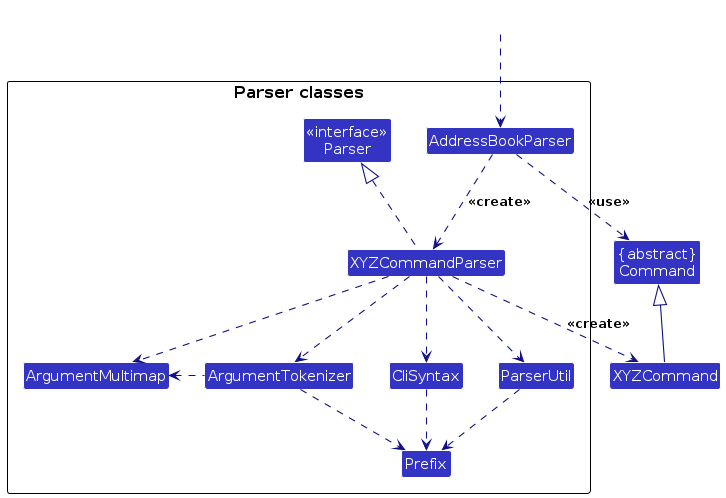 Parser classes
«interface»
Parser
AddressBookParser
«create»
«use»
XYZCommandParser
{abstract}
Command
«create»
ArgumentMultimap
ArgumentTokenizer
CliSyntax
ParserUtil
XYZCommand
Prefix